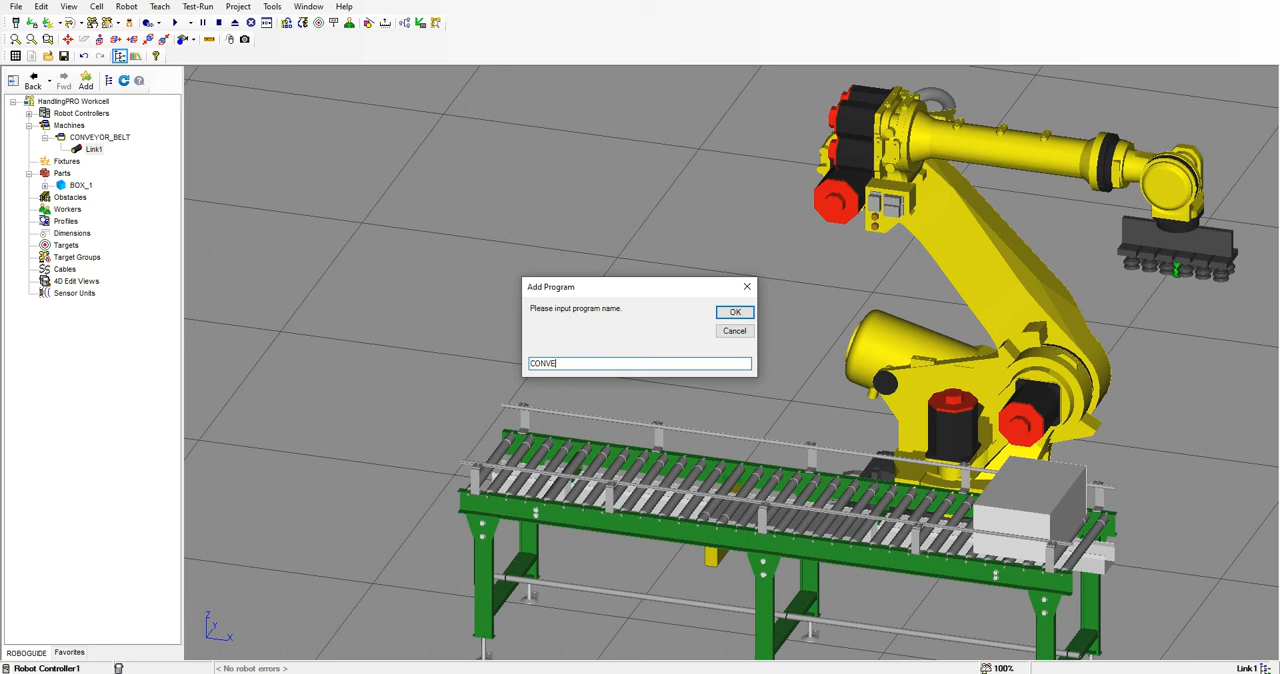 File Edit View Cell Robot Teach Test-Run Project Tools Window Help
Back Fwd Add
HandlingPRO Workcell
Robot Controllers
Machines
CONVEYOR_BELT
Link1
Fixtures
Parts
BOX_1
Obstacles
Workers
Profiles
Dimensions
Targets
Target Groups
Cables
4D Edit Views
Sensor Units
Add Program
Please input program name.
OK
Cancel
CONVE
Z
Y
X
ROBOGUIDE Favorites
Robot Controller1 < No robot errors > 100% Link1